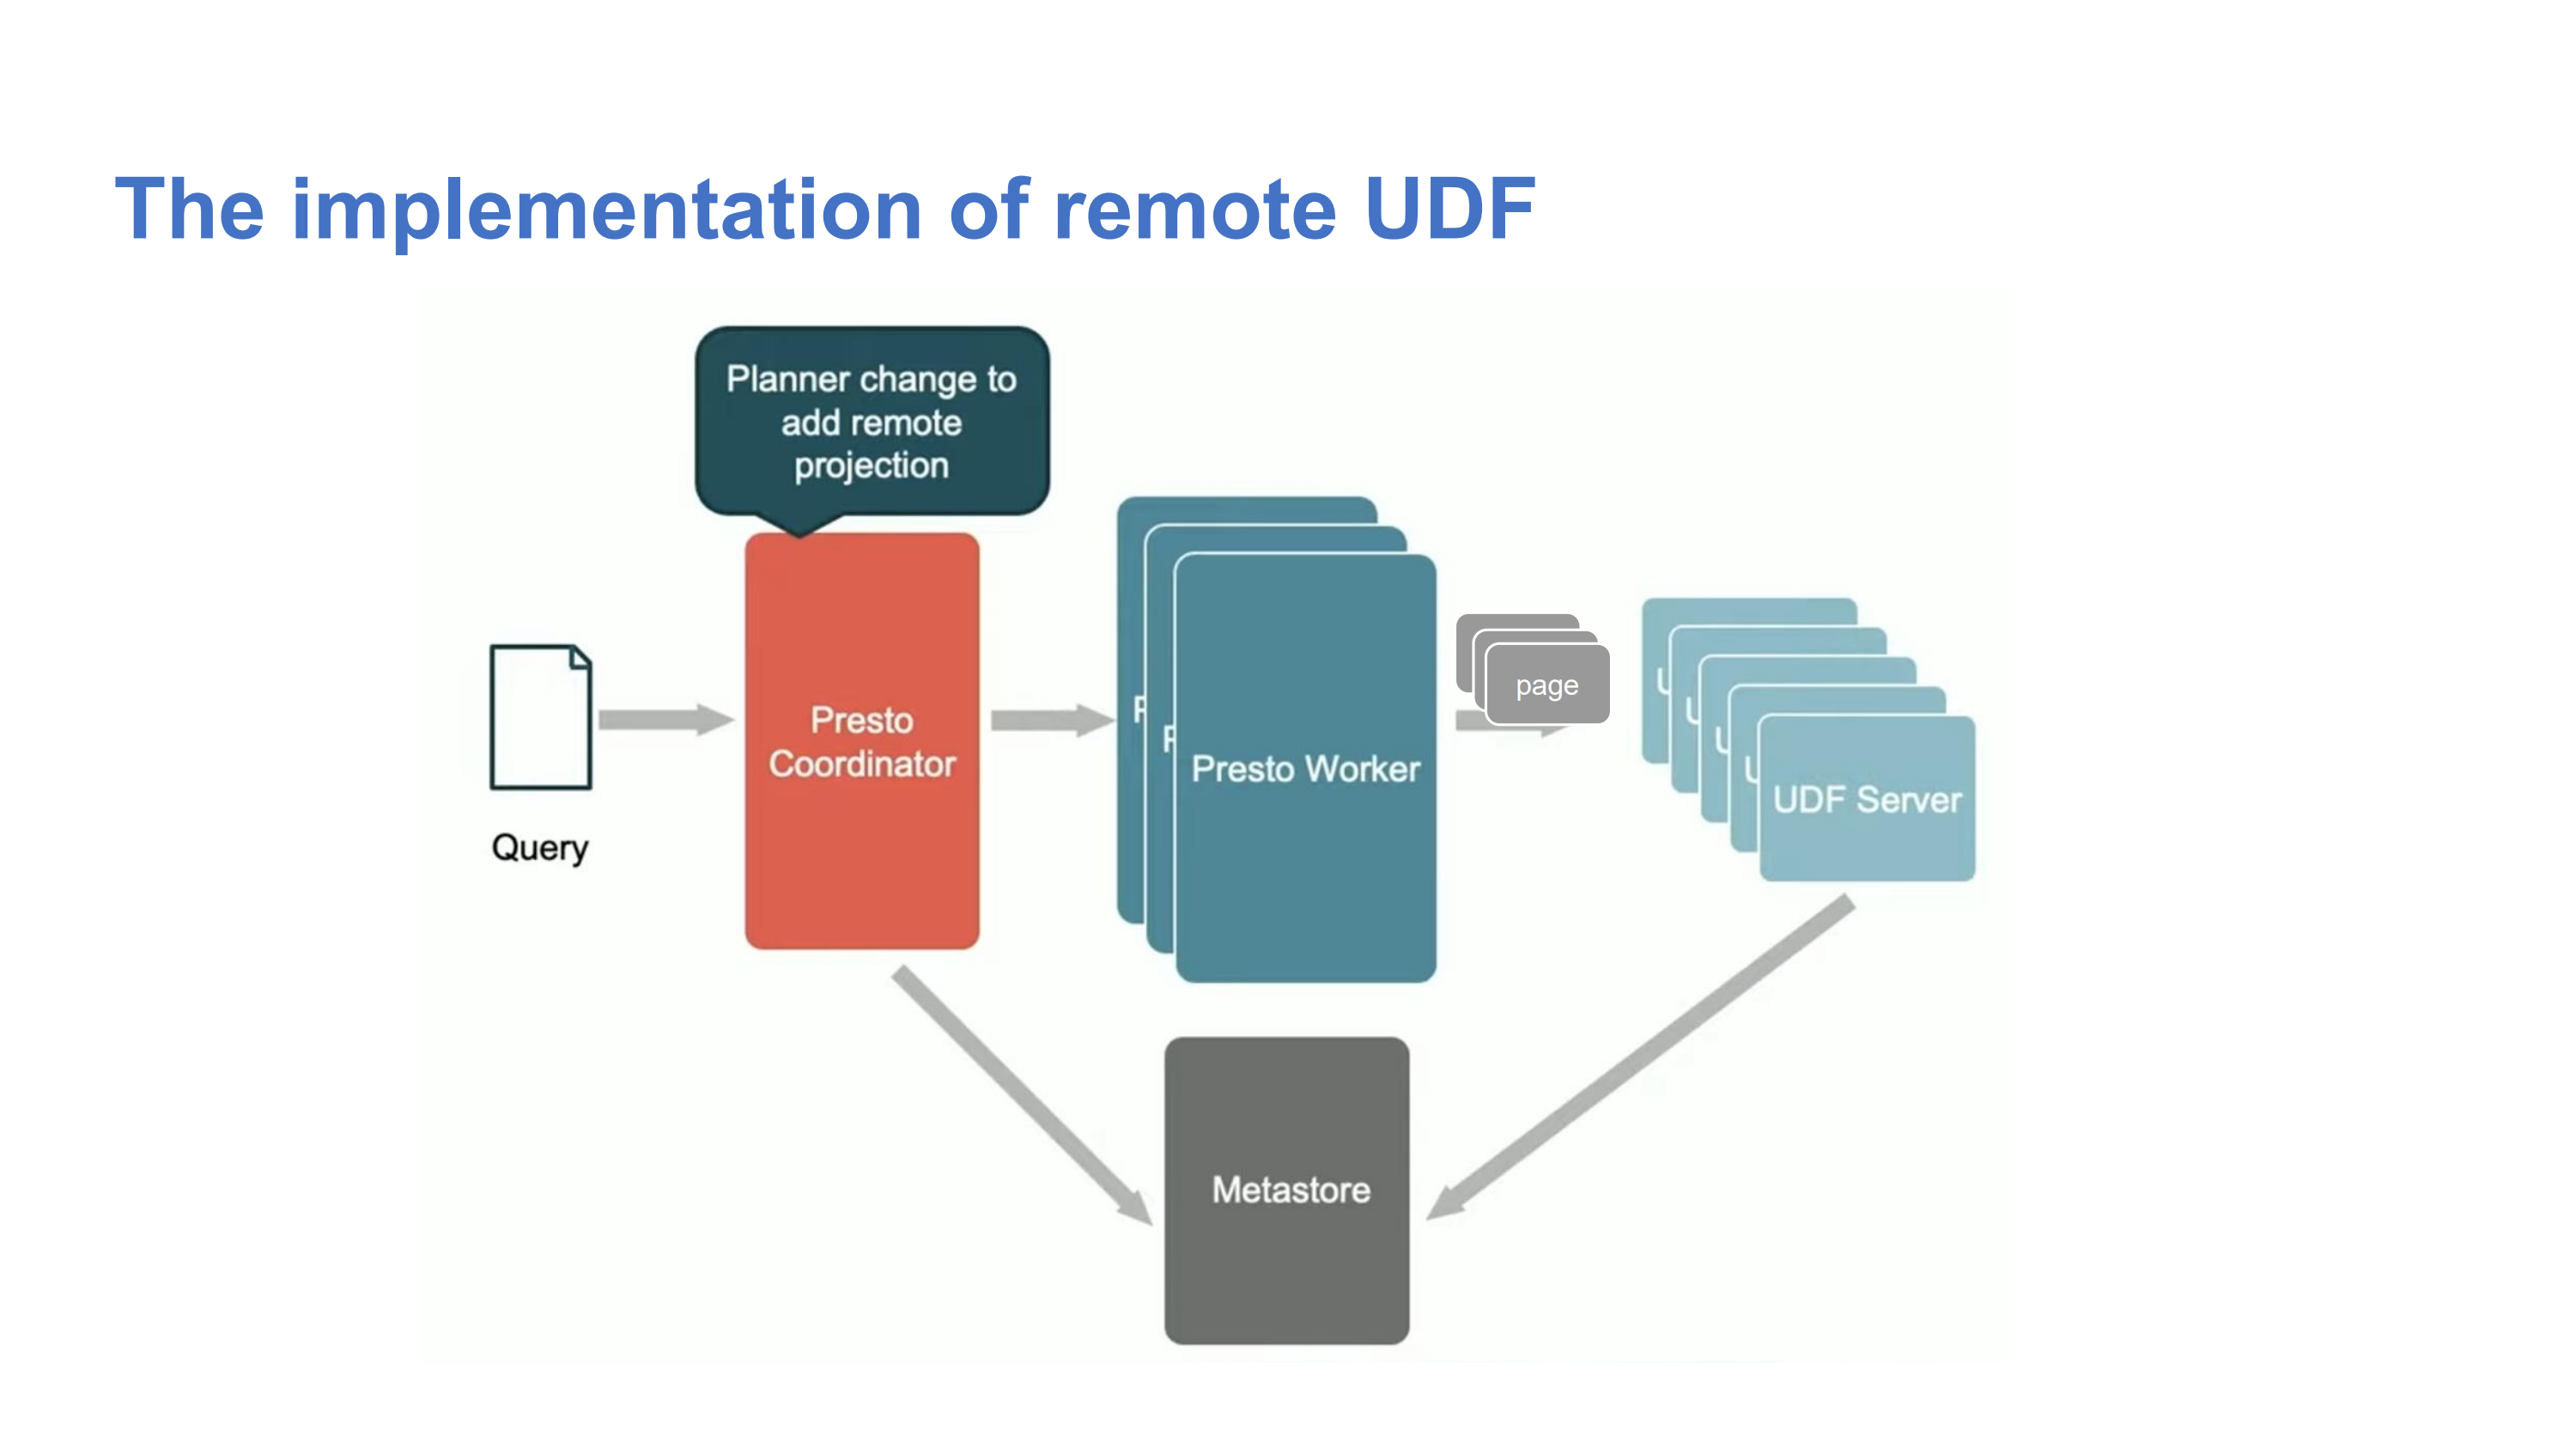 The implementation of remote UDF
Planner change to
add remote
projection
Query
Presto
Coordinator
Presto Worker
page
UDF Server
Metastore